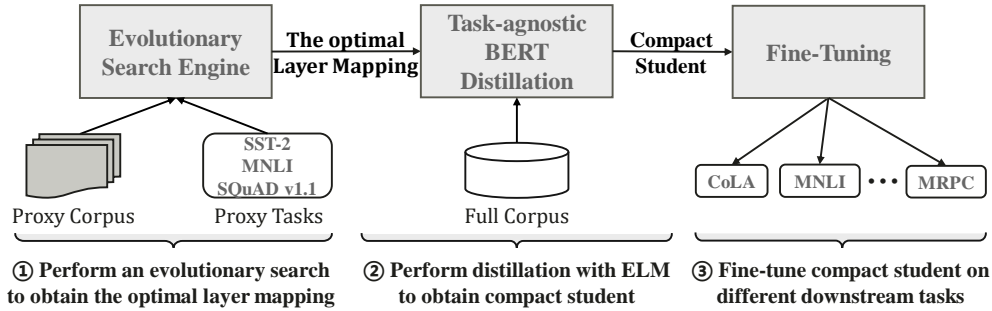 Evolutionary
Search Engine
The optimal
Layer Mapping
Task-agnostic
BERT
Distillation
Compact
Student
Fine-Tuning
SST-2
MNLI
SQuAD v1.1
Proxy Corpus
Proxy Tasks
Full Corpus
CoLA
MNLI
•••
MRPC
① Perform an evolutionary search
to obtain the optimal layer mapping
② Perform distillation with ELM
to obtain compact student
③ Fine-tune compact student on
different downstream tasks